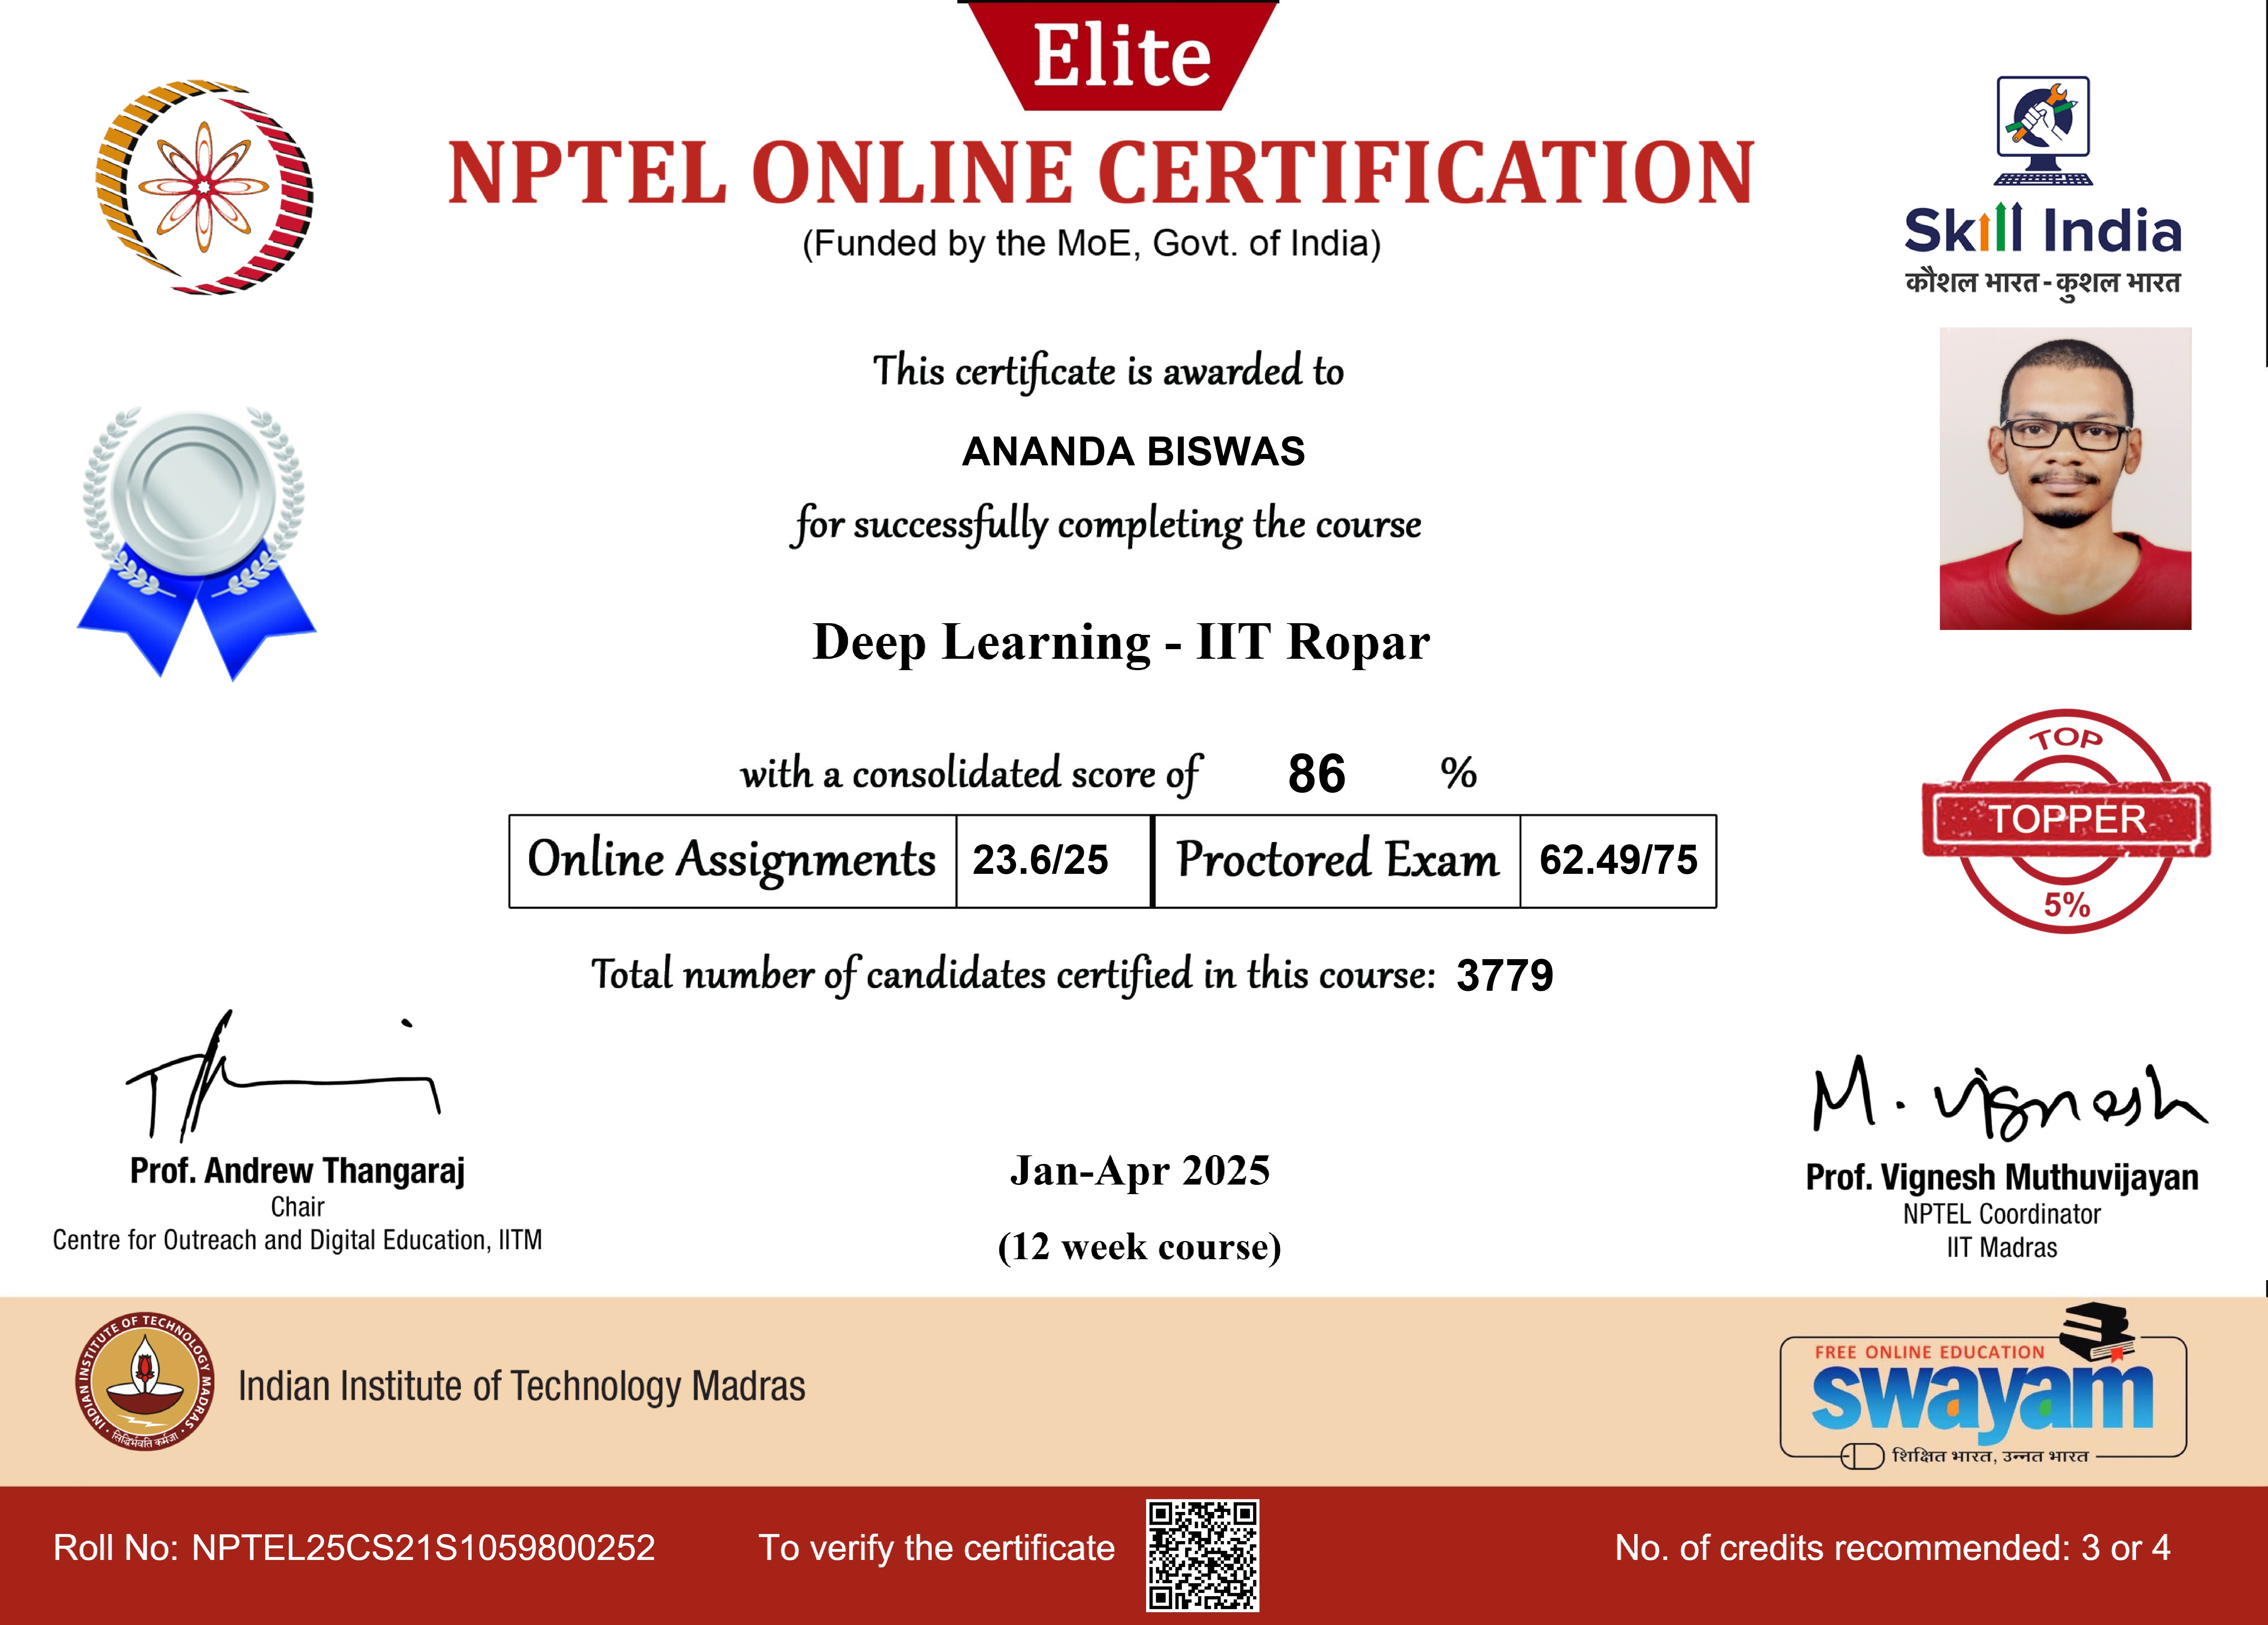 Elite
NPTEL ONLINE CERTIFICATION
(Funded by the MoE, Govt. of India)
Skill India
कौशल भारत - कुशल भारत
This certificate is awarded to
ANANDA BISWAS
for successfully completing the course
Deep Learning - IIT Ropar
with a consolidated score of 86 %
Online Assignments 23.6/25 Proctored Exam 62.49/75
TOP
TOPPER
5%
Total number of candidates certified in this course: 3779
M. Vignesh
Prof. Andrew Thangaraj
Chair
Centre for Outreach and Digital Education, IITM
Jan-Apr 2025
(12 week course)
Prof. Vignesh Muthuvijayan
NPTEL Coordinator
IIT Madras
INDIAN INSTITUTE OF TECHNOLOGY MADRAS
सिद्धिर्भवति कर्मजा
Indian Institute of Technology Madras
FREE ONLINE EDUCATION
swayam
शिक्षित भारत, उन्नत भारत
Roll No: NPTEL25CS21S1059800252
To verify the certificate
No. of credits recommended: 3 or 4